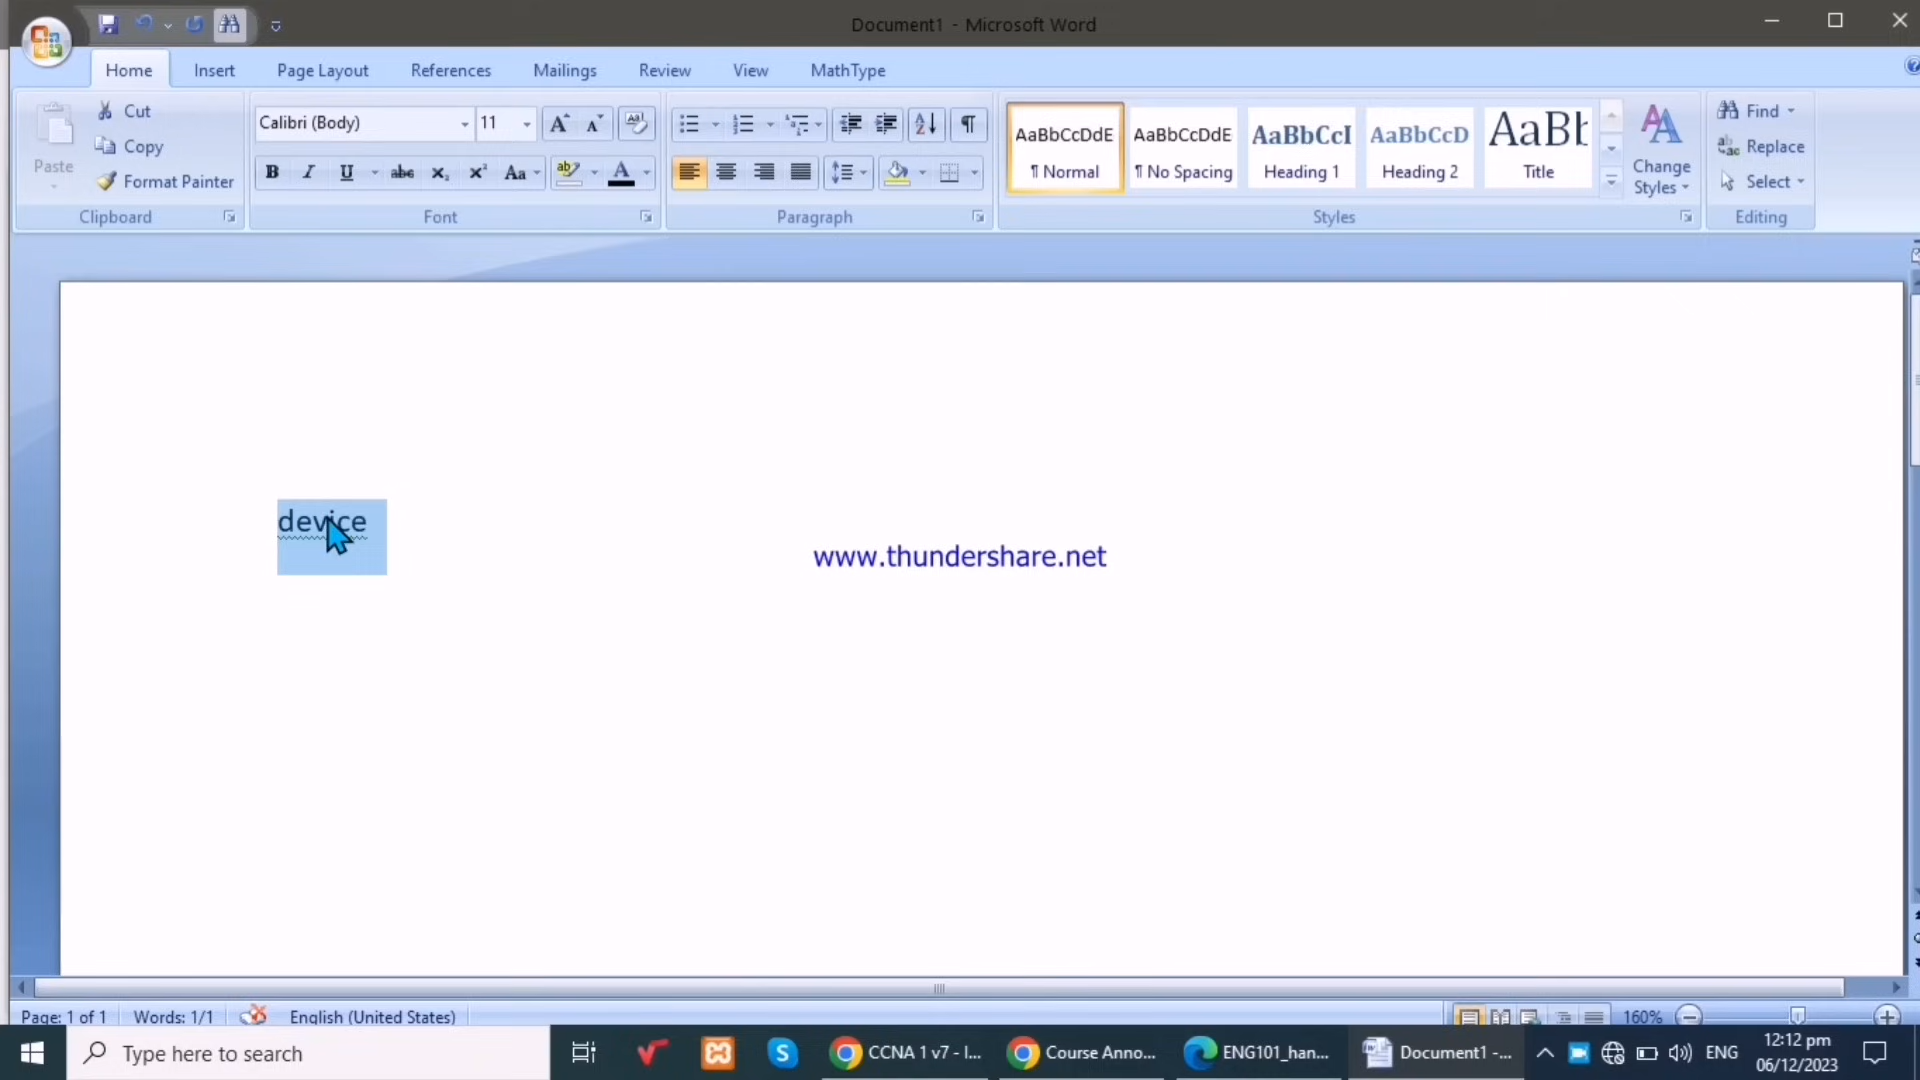 Document1 - Microsoft Word
Home Insert Page Layout References Mailings Review View MathType
Paste
Cut
Copy
Format Painter
Clipboard
Calibri (Body) 11
Font
Paragraph
AaBbCcDdE AaBbCcDdE AaBbCcI AaBbCcD AaBb
¶ Normal ¶ No Spacing Heading 1 Heading 2 Title
Change
Styles
Styles
Find
Replace
Select
Editing
device
www.thundershare.net
Page: 1 of 1 Words: 1/1 English (United States) 160%
Type here to search
CCNA 1 v7 - I...
Course Anno...
ENG101_han...
Document1 -...
ENG
12:12 pm
06/12/2023